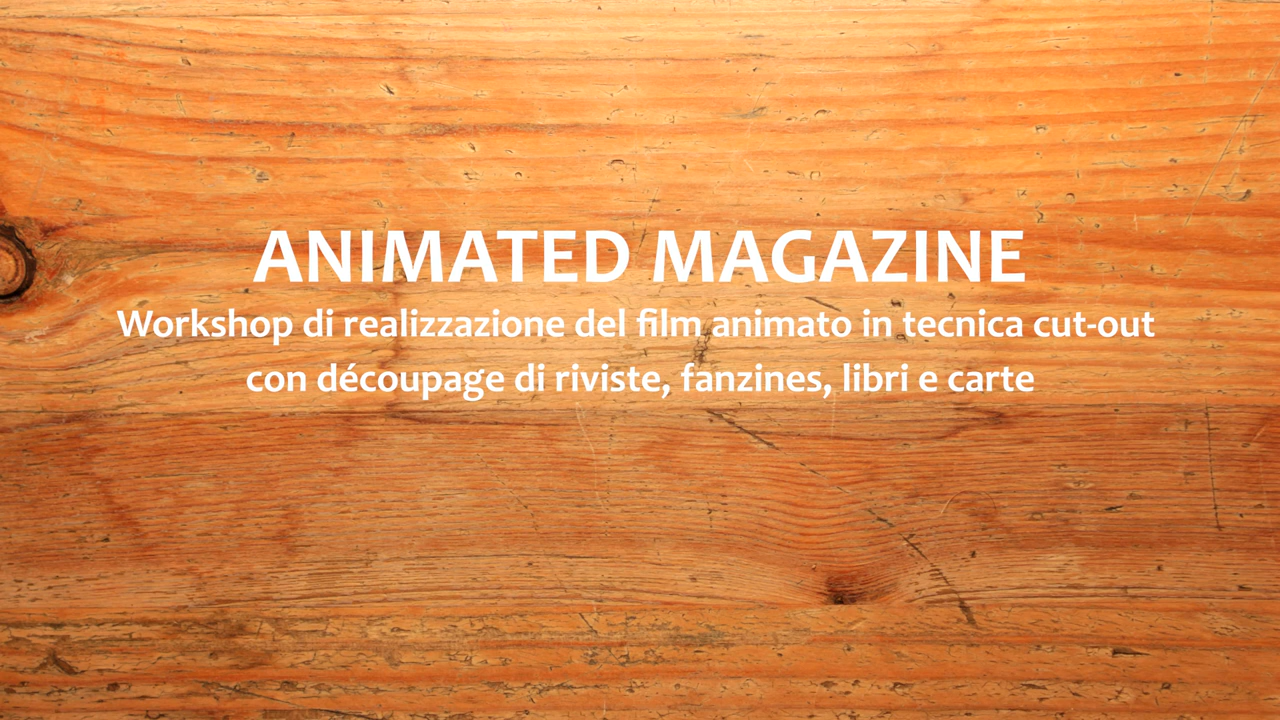 ANIMATED MAGAZINE
Workshop di realizzazione del film animato in tecnica cut-out
con découpage di riviste, fanzines, libri e carte